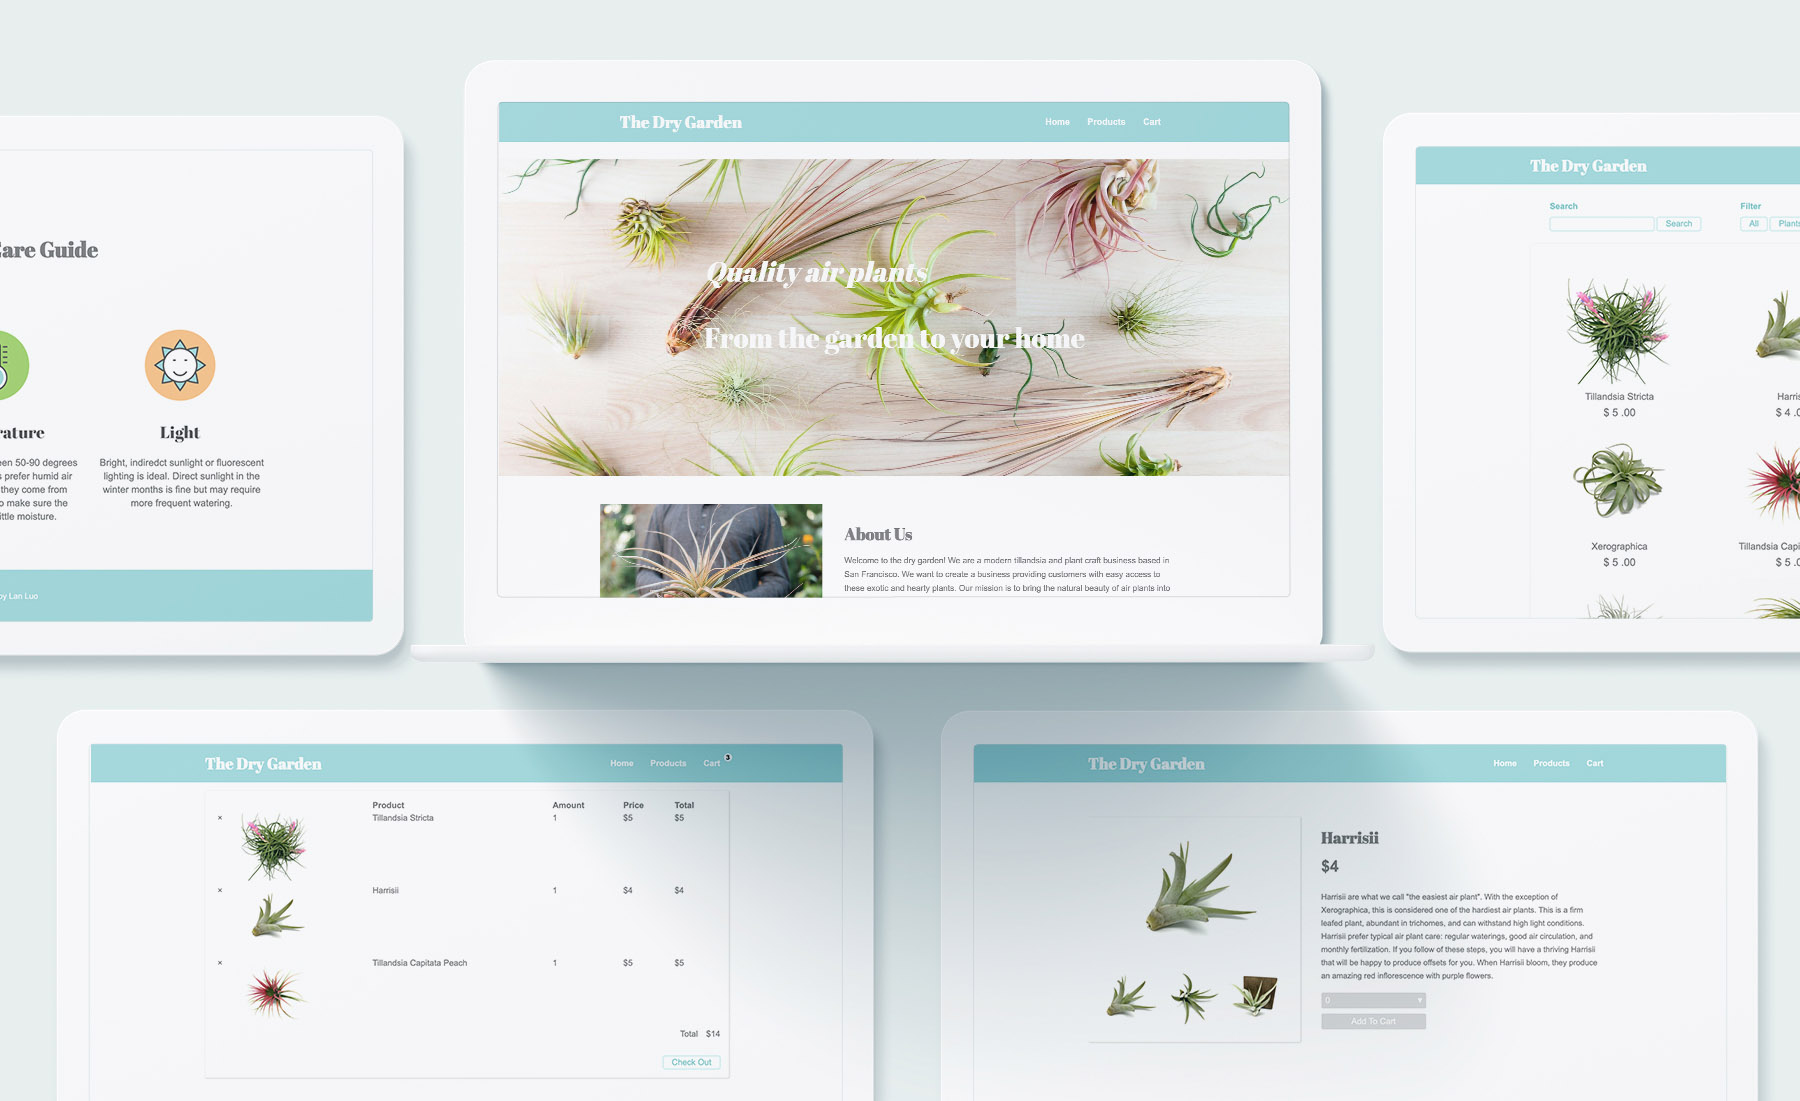 The Dry Garden
Home Products Cart
Quality air plants
From the garden to your home
About Us
Welcome to the dry garden! We are a modern tillandsia and plant craft business based in
San Francisco. We want to create a business providing customers with easy access to
these exotic and hearty plants. Our mission is to bring the natural beauty of air plants into
are Guide
rature
een 50-90 degrees
s prefer humid air
they come from
o make sure the
ittle moisture.
Light
Bright, indiredct sunlight or fluorescent
lighting is ideal. Direct sunlight in the
winter months is fine but may require
more frequent watering.
by Lan Luo
The Dry Garden
Search
Search
Filter
All Plants
Tillandsia Stricta
$ 5 .00
Harris
$ 4 .0
Xerographica
$ 5 .00
Tillandsia Capi
$ 5 .0
The Dry Garden
Home Products Cart 3
Product Amount Price Total
× Tillandsia Stricta 1 $5 $5
× Harrisii 1 $4 $4
× Tillandsia Capitata Peach 1 $5 $5
Total $14
Check Out
The Dry Garden
Home Products Cart
Harrisii
$4
Harrisii are what we call "the easiest air plant". With the exception of
Xerographica, this is considered one of the hardiest air plants. This is a firm
leafed plant, abundant in trichomes, and can withstand high light conditions.
Harrisii prefer typical air plant care: regular waterings, good air circulation, and
monthly fertilization. If you follow of these steps, you will have a thriving Harrisii
that will be happy to produce offsets for you. When Harrisii bloom, they produce
an amazing red inflorescence with purple flowers.
0
Add To Cart